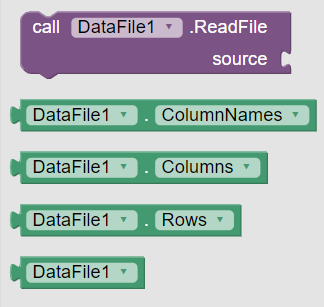 call DataFile1 .ReadFile
source
DataFile1 . ColumnNames
DataFile1 . Columns
DataFile1 . Rows
DataFile1